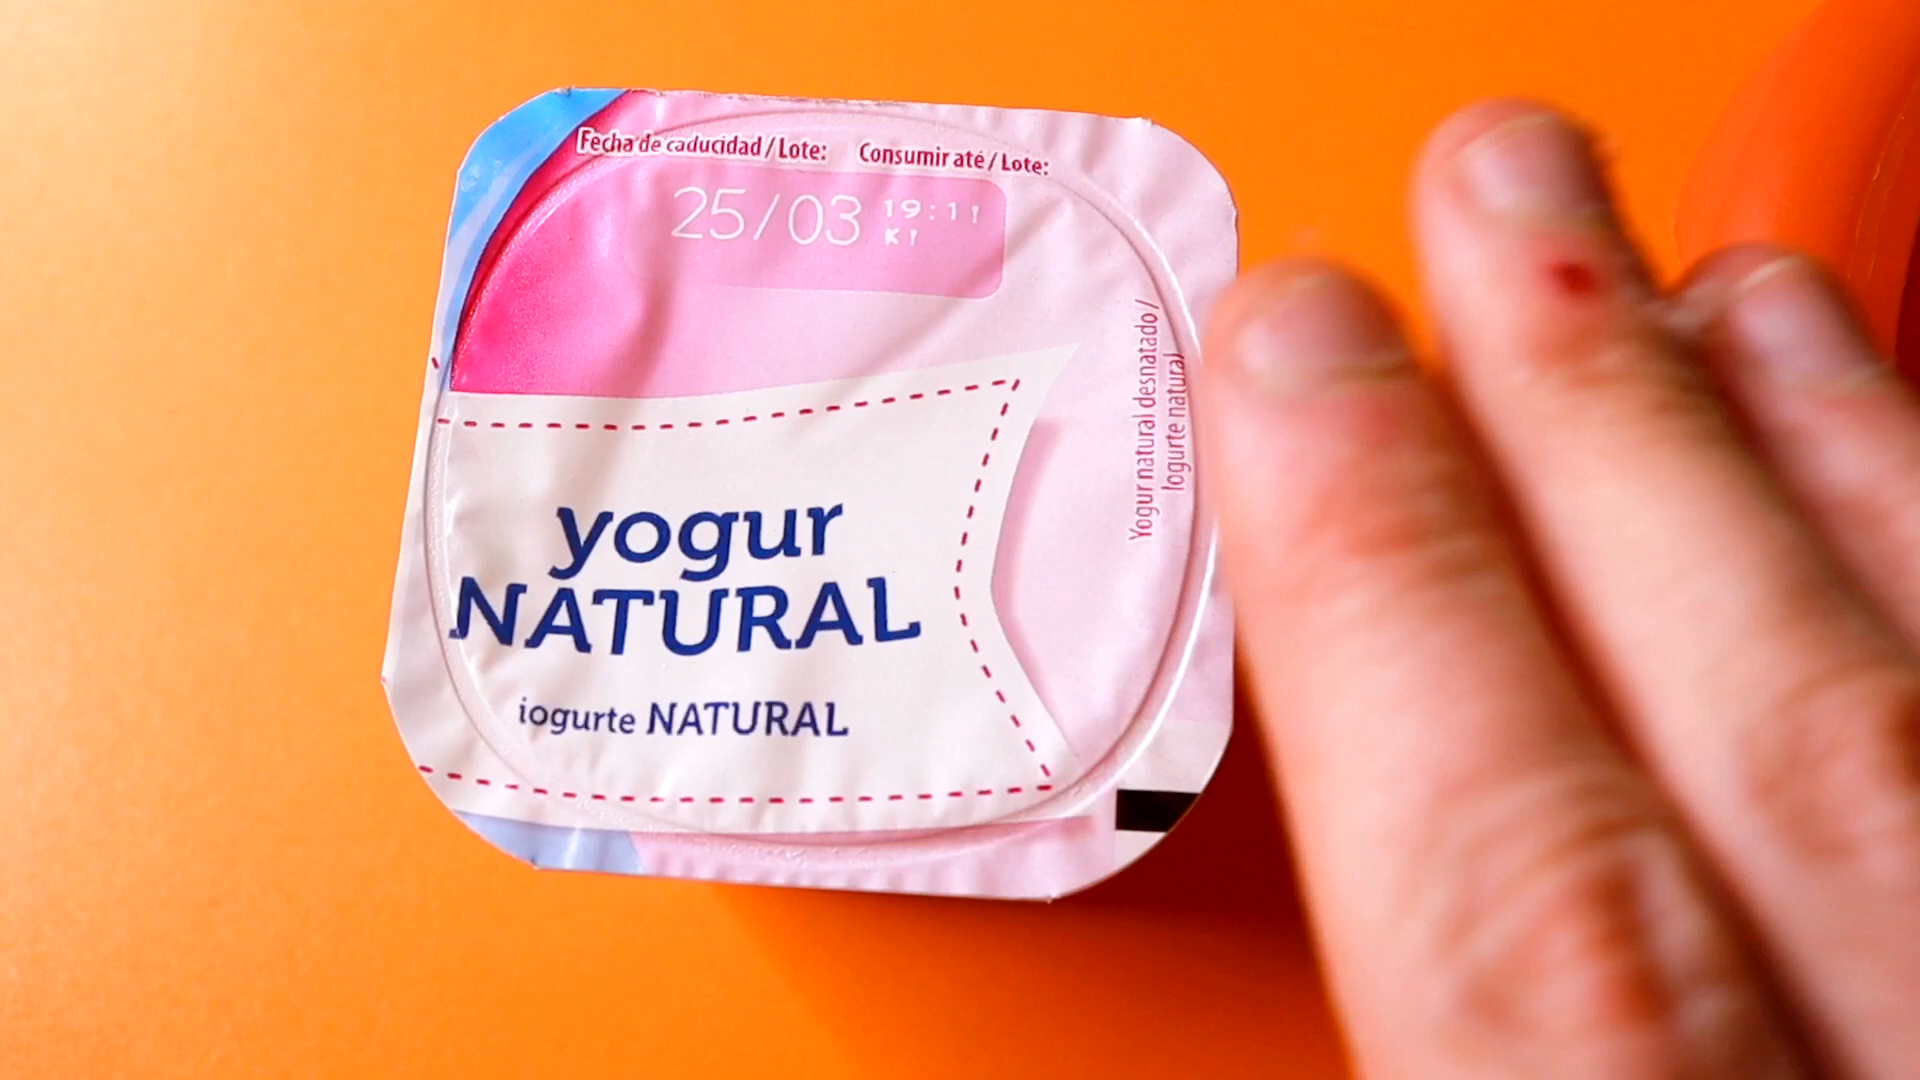 Fecha de caducidad / Lote: Consumir até / Lote:
25/03 19:11
K1
yogur
NATURAL
iogurte NATURAL
Yogur natural desnatado /
Iogurte natural